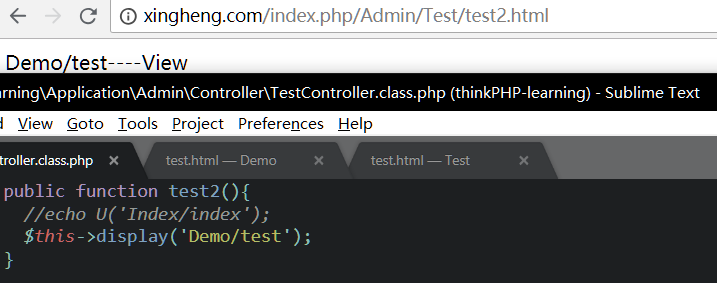 xingheng.com/index.php/Admin/Test/test2.html
Demo/test----View
rning\Application\Admin\Controller\TestController.class.php (thinkPHP-learning) - Sublime Text
d View Goto Tools Project Preferences Help
troller.class.php × test.html — Demo × test.html — Test ×
public function test2(){
//echo U('Index/index');
$this->display('Demo/test');
}